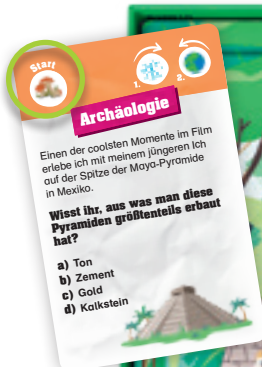 Start
1. 2.
Archäologie
Einen der coolsten Momente im Film
erlebe ich mit meinem jüngeren Ich
auf der Spitze der Maya-Pyramide
in Mexiko.
Wisst ihr, aus was man diese
Pyramiden größtenteils erbaut
hat?
a) Ton
b) Zement
c) Gold
d) Kalkstein